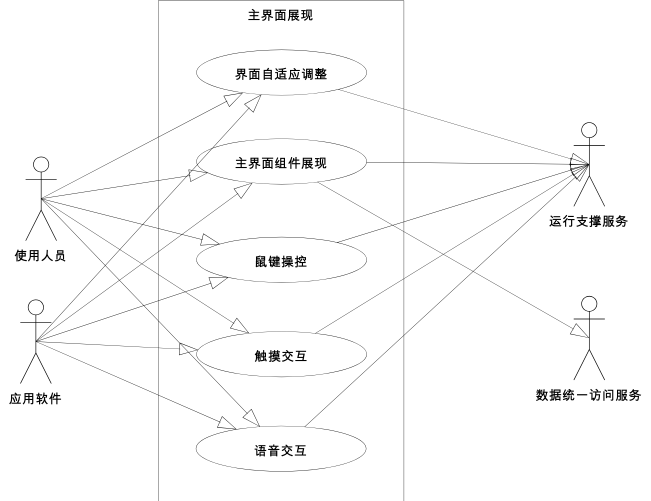 主界面展现
界面自适应调整
主界面组件展现
运行支撑服务
使用人员
鼠键操控
触摸交互
应用软件
数据统一访问服务
语音交互